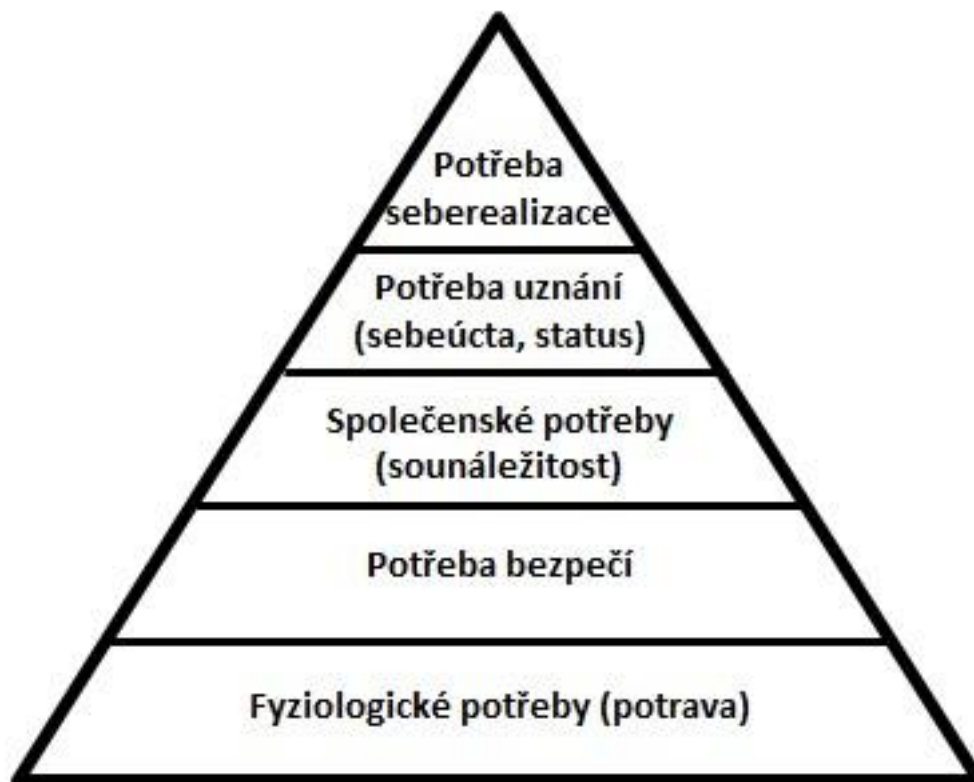 Potřeba
seberealizace
Potřeba uznání
(sebeúcta, status)
Společenské potřeby
(sounáležitost)
Potřeba bezpečí
Fyziologické potřeby (potrava)